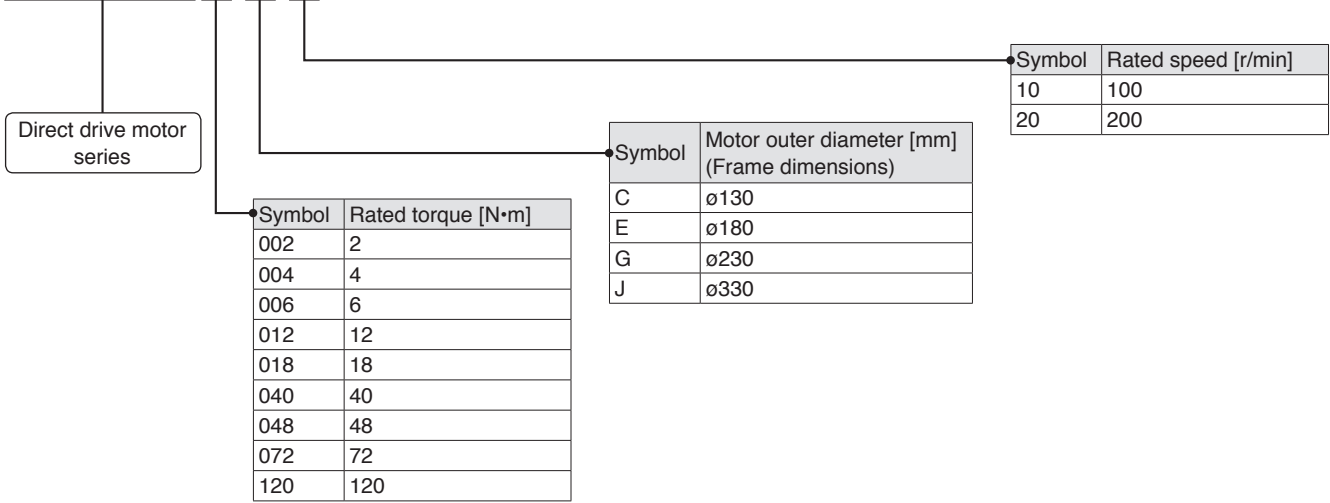 Symbol Rated speed [r/min]
10 100
20 200
Direct drive motor
series
Symbol Motor outer diameter [mm]
(Frame dimensions)
C ø130
E ø180
G ø230
J ø330
Symbol Rated torque [N•m]
002 2
004 4
006 6
012 12
018 18
040 40
048 48
072 72
120 120